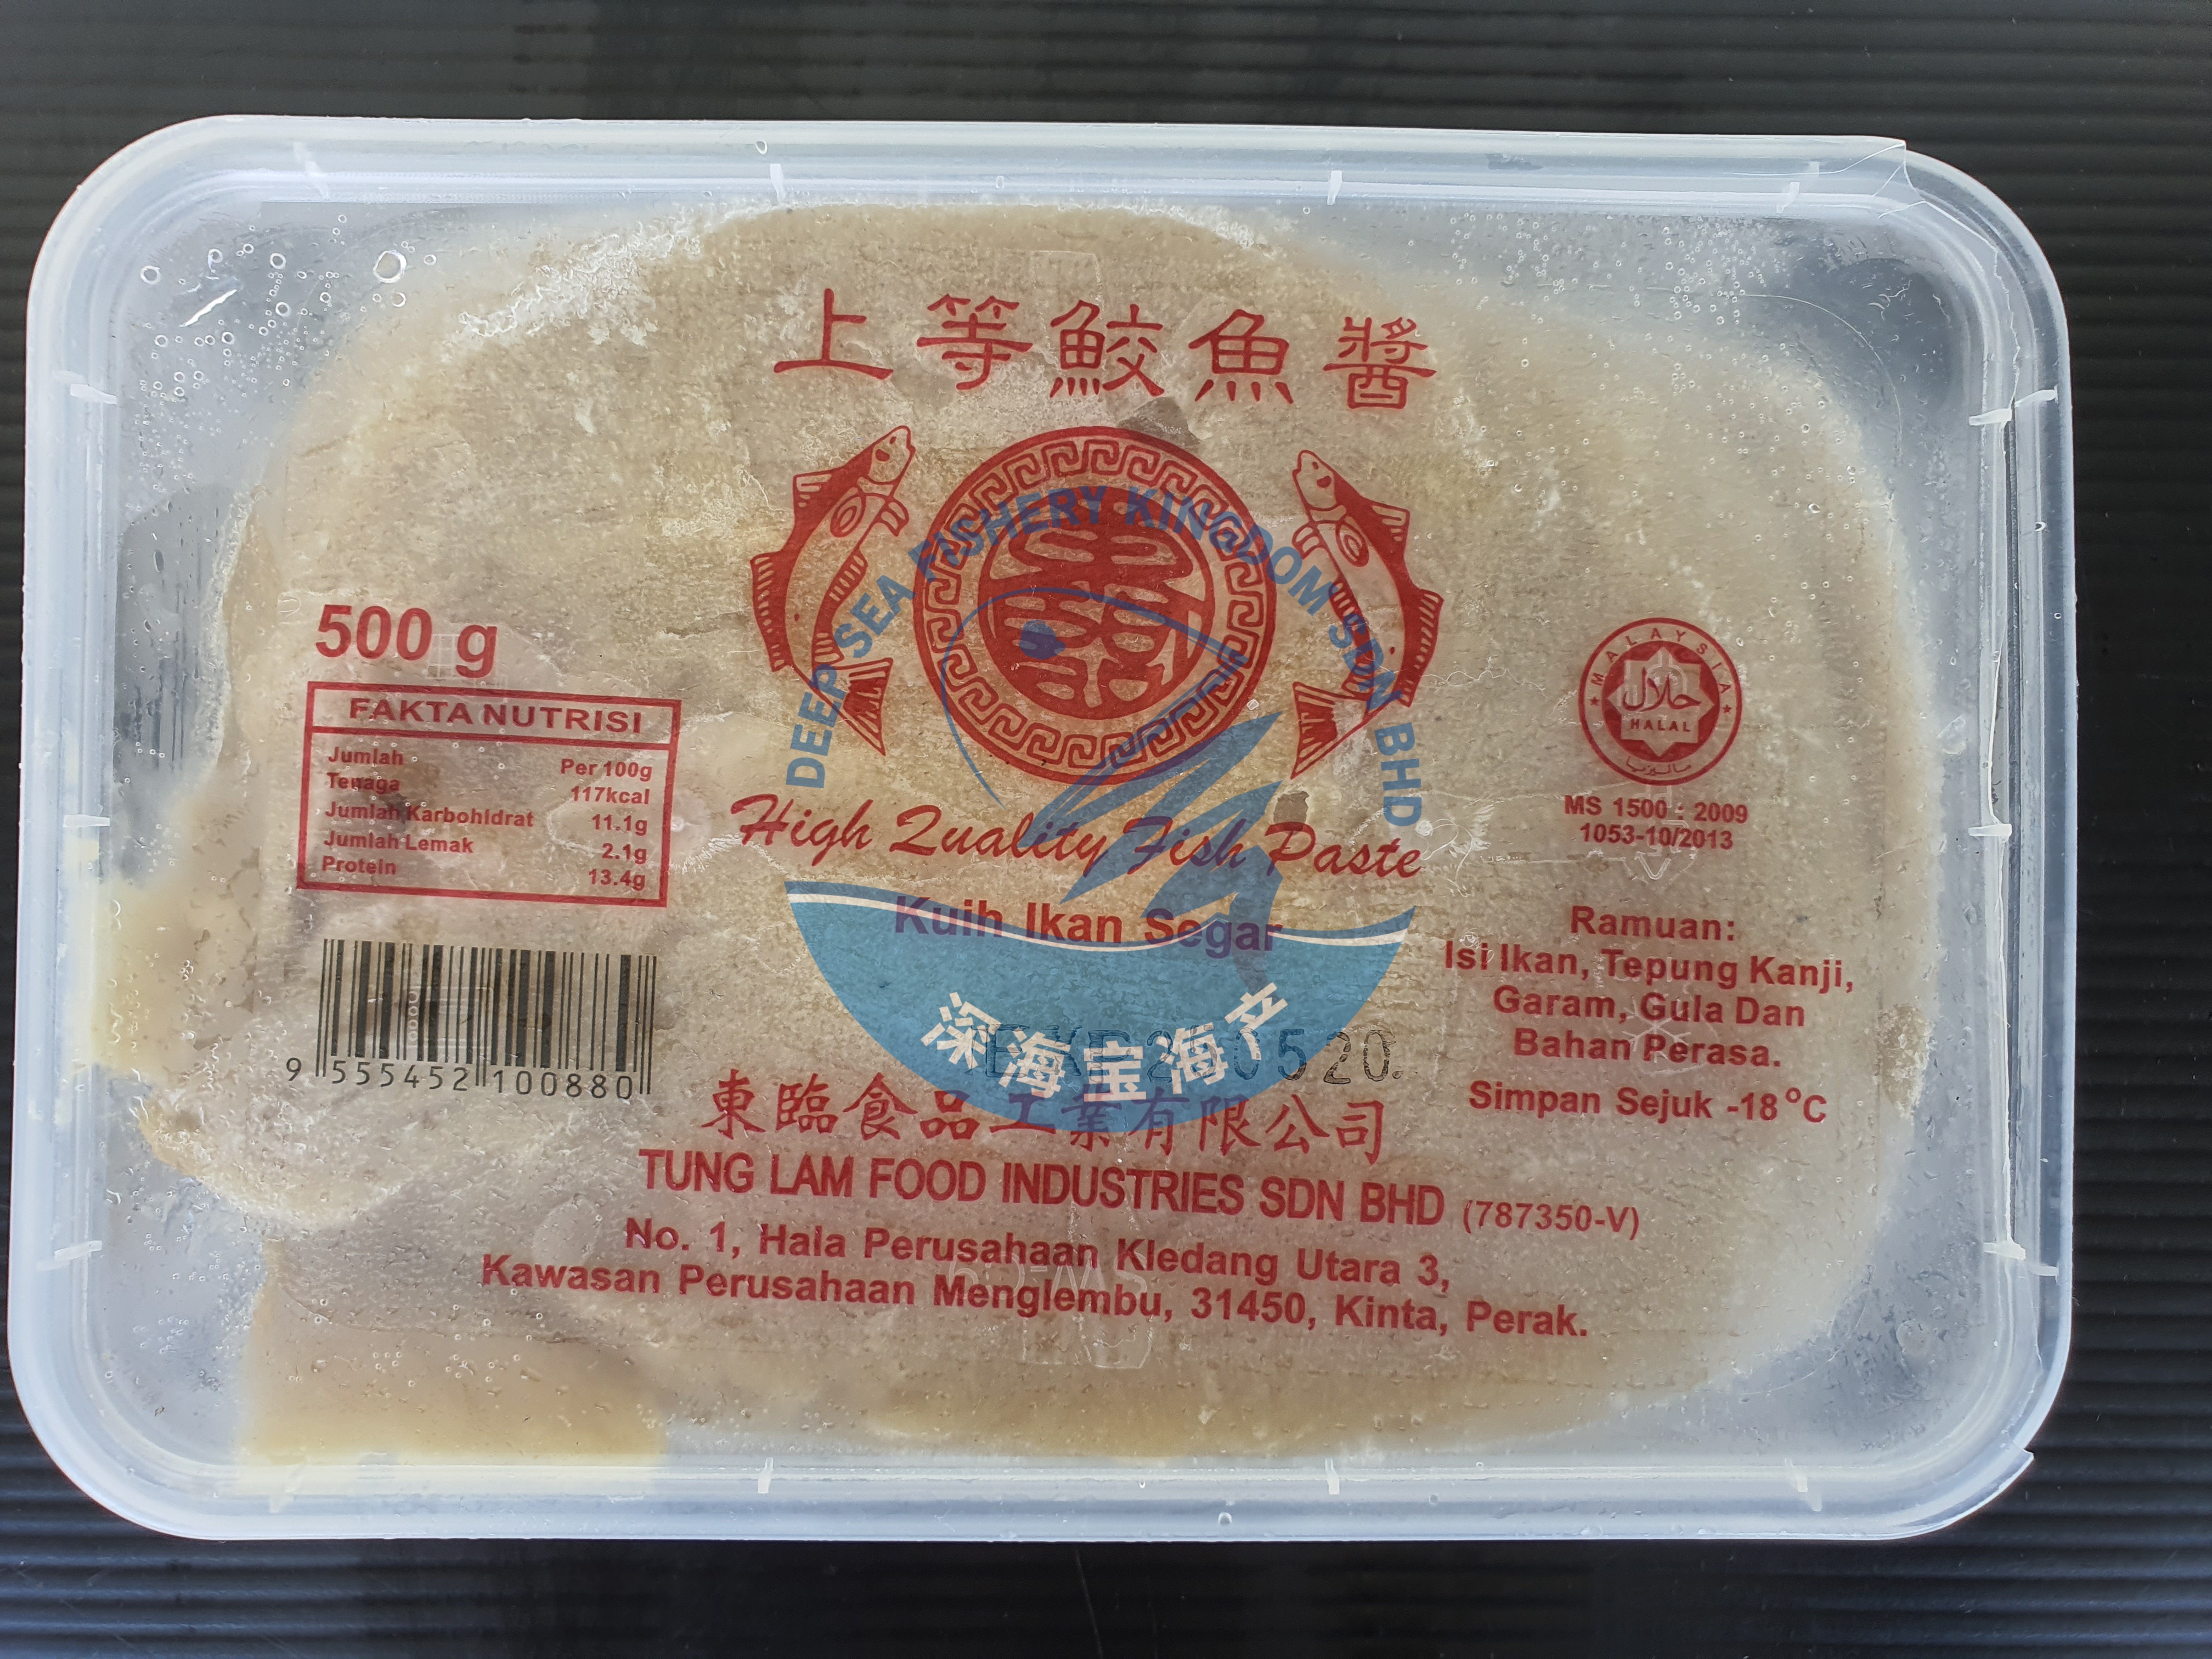 上等鮫魚醬
DEEP SEA FISHERY KINGDOM SDN BHD
500 g
FAKTA NUTRISI
Jumlah Per 100g
Tenaga 117kcal
Jumlah Karbohidrat 11.1g
Jumlah Lemak 2.1g
Protein 13.4g
MALAYSIA
حلال
HALAL
ماليزيا
MS 1500 : 2009
1053-10/2013
High Quality Fish Paste
Kuih Ikan Segar
Ramuan:
Isi Ikan, Tepung Kanji,
Garam, Gula Dan
Bahan Perasa.
Simpan Sejuk -18°C
9 555452 100880
深海宝海产
東臨食品工業有限公司
TUNG LAM FOOD INDUSTRIES SDN BHD (787350-V)
No. 1, Hala Perusahaan Kledang Utara 3,
Kawasan Perusahaan Menglembu, 31450, Kinta, Perak.